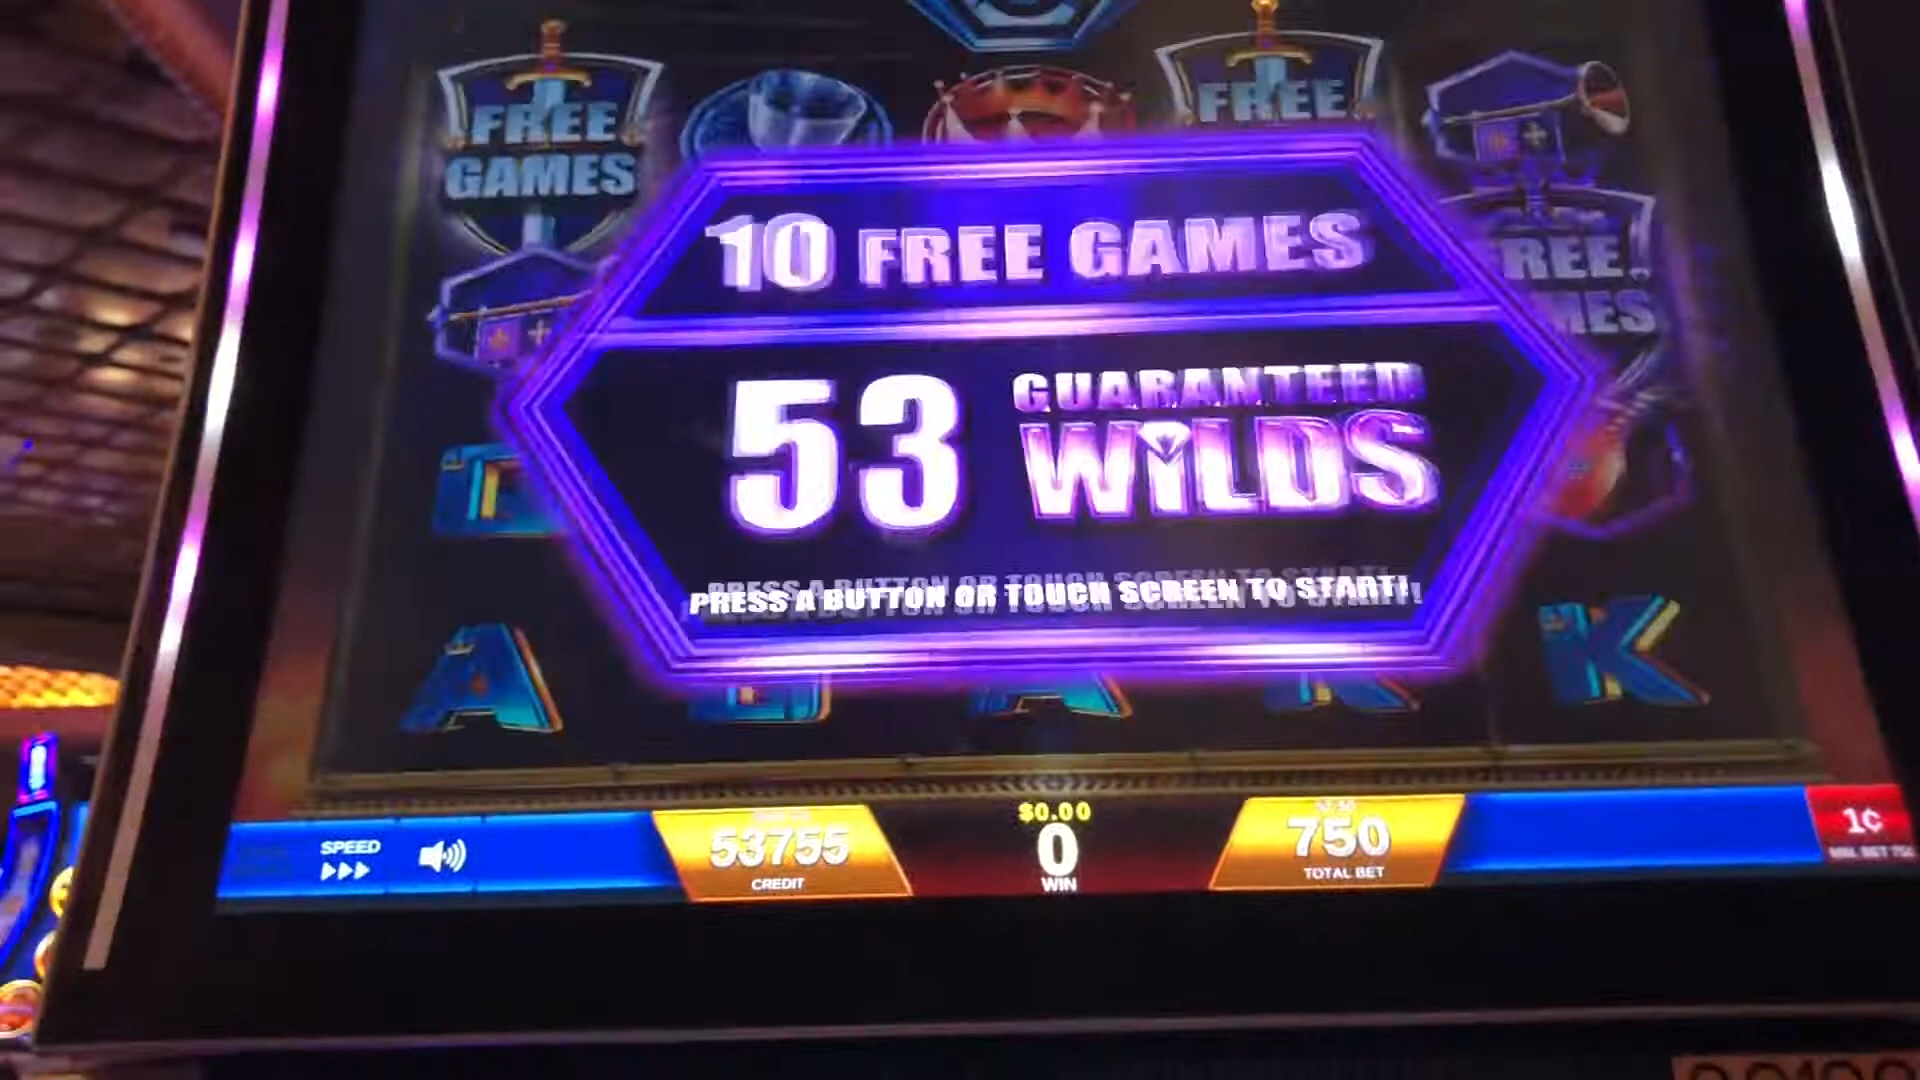 FREE
GAMES
FREE
10 FREE GAMES
FREE
53 GUARANTEED
WILDS
PRESS A BUTTON OR TOUCH SCREEN TO START!
A
K
K
SPEED
53755
CREDIT
$0.00
0
WIN
750
TOTAL BET
1¢